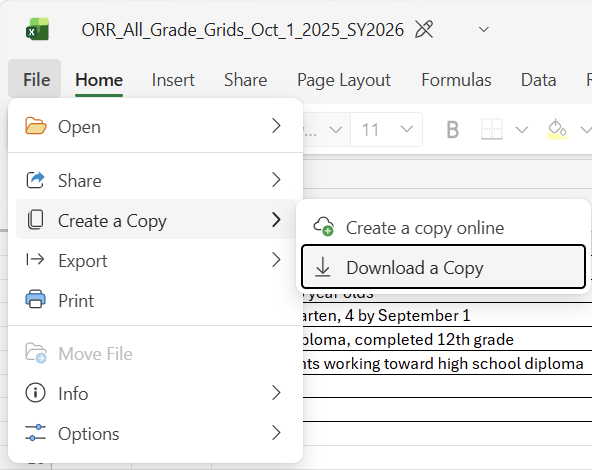 ORR_All_Grade_Grids_Oct_1_2025_SY2026
File Home Insert Share Page Layout Formulas Data
... 11 B
Open
Share
Create a Copy
Create a copy online
Export
Download a Copy
year olds
Print
arten, 4 by September 1
ploma, completed 12th grade
Move File
nts working toward high school diploma
Info
Options